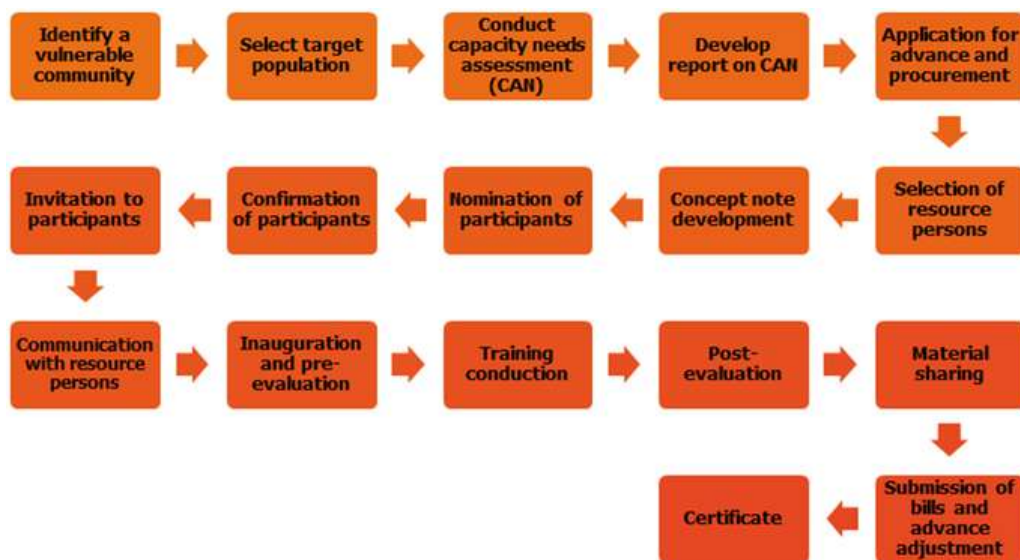 Identify a
vulnerable
community
Select target
population
Conduct
capacity needs
assessment
(CAN)
Develop
report on CAN
Application for
advance and
procurement
Selection of
resource
persons
Concept note
development
Nomination of
participants
Confirmation
of participants
Invitation to
participants
Communication
with resource
persons
Inauguration
and pre-
evaluation
Training
conduction
Post-
evaluation
Material
sharing
Submission of
bills and
advance
adjustment
Certificate